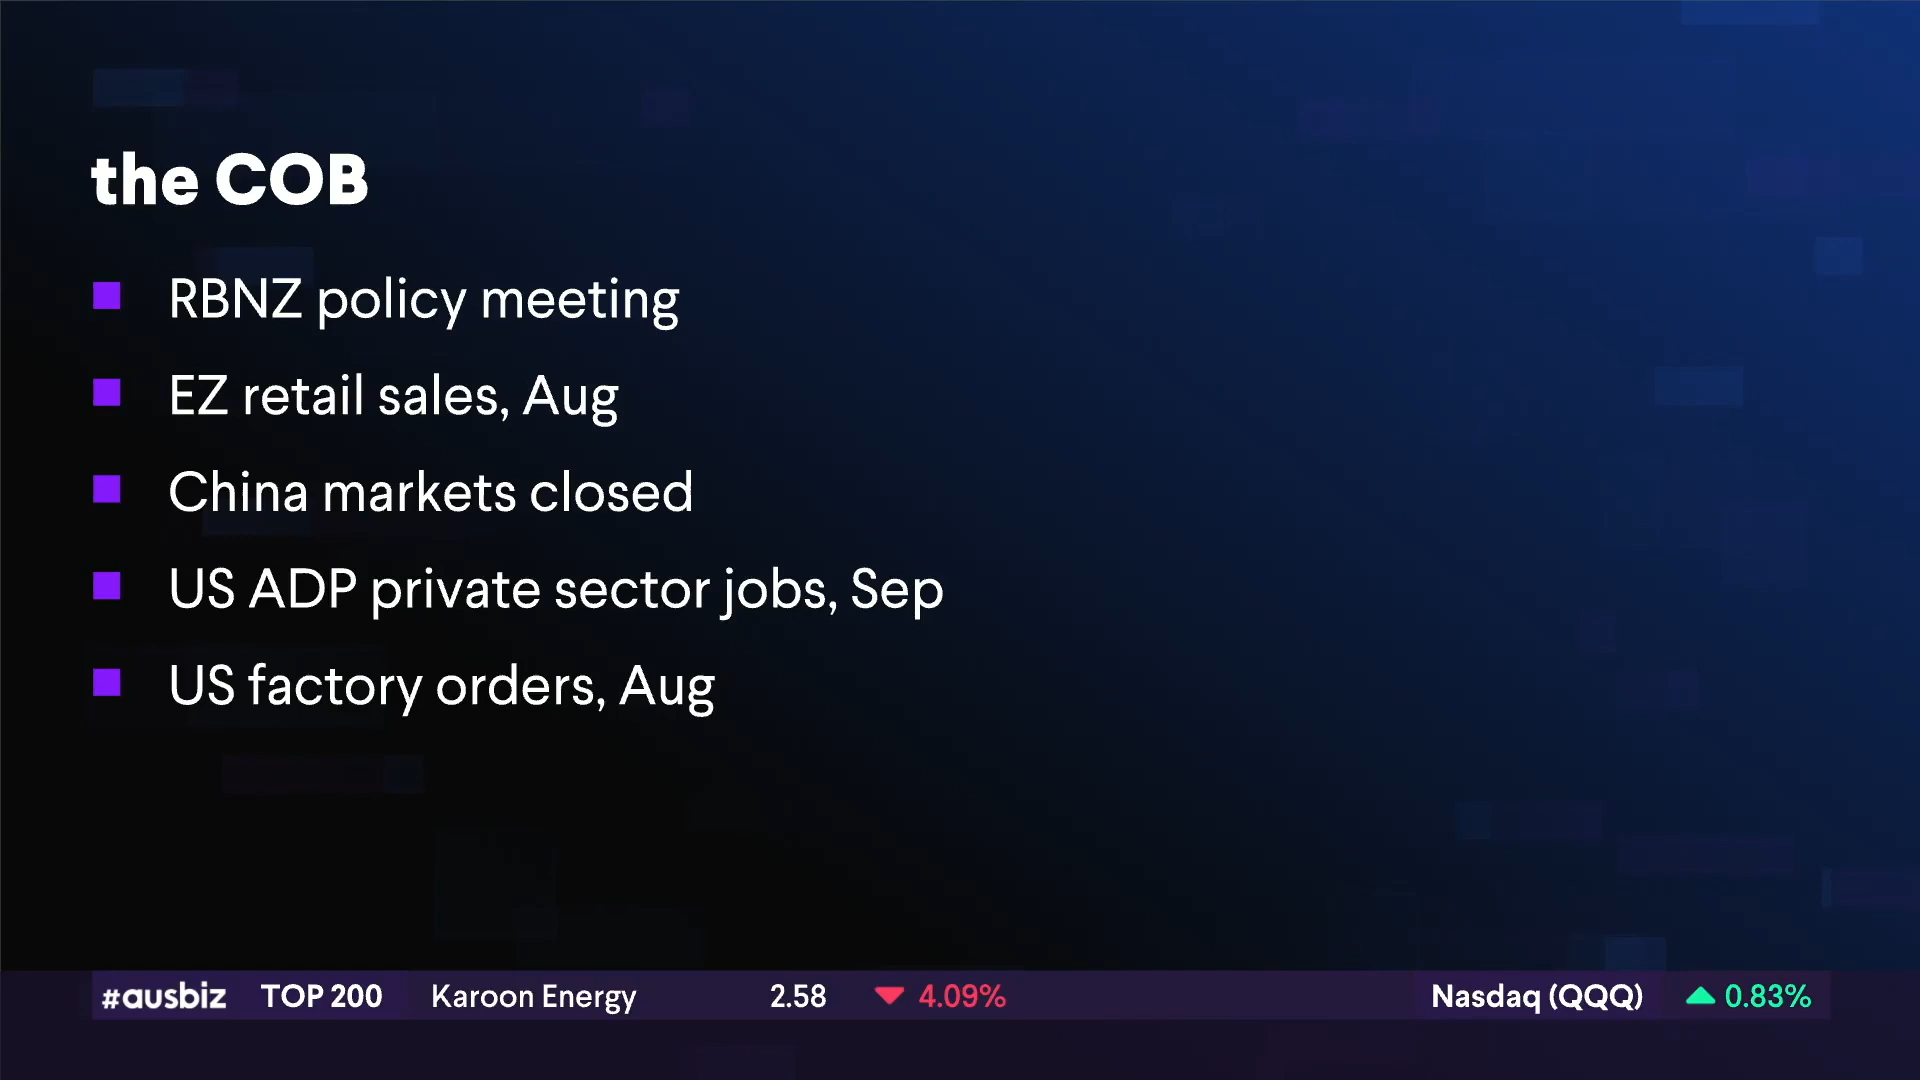 the COB
RBNZ policy meeting
EZ retail sales, Aug
China markets closed
US ADP private sector jobs, Sep
US factory orders, Aug
#ausbiz TOP 200 Karoon Energy 2.58 4.09% Nasdaq (QQQ) 0.83%